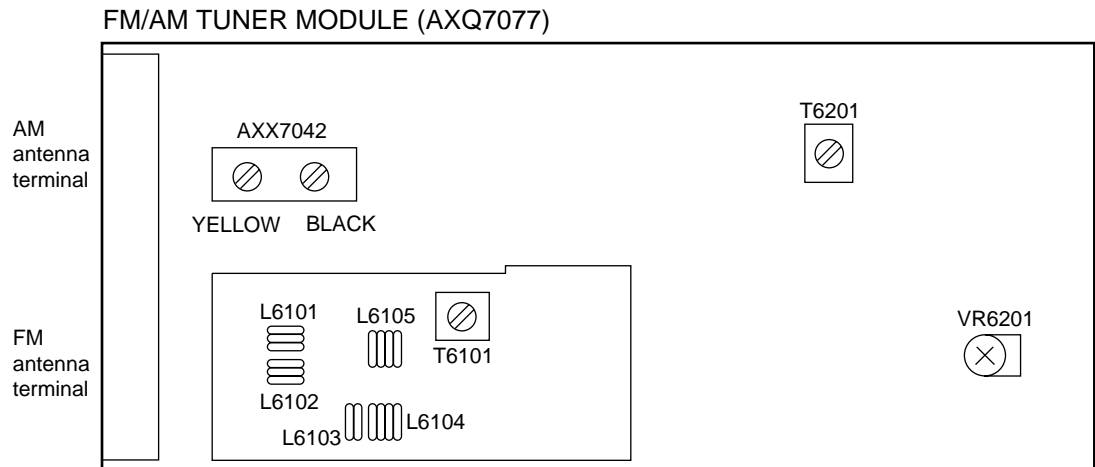 FM/AM TUNER MODULE (AXQ7077)
AM
antenna
terminal
AXX7042
YELLOW BLACK
T6201
FM
antenna
terminal
L6101
L6105
T6101
L6102
L6103
L6104
VR6201